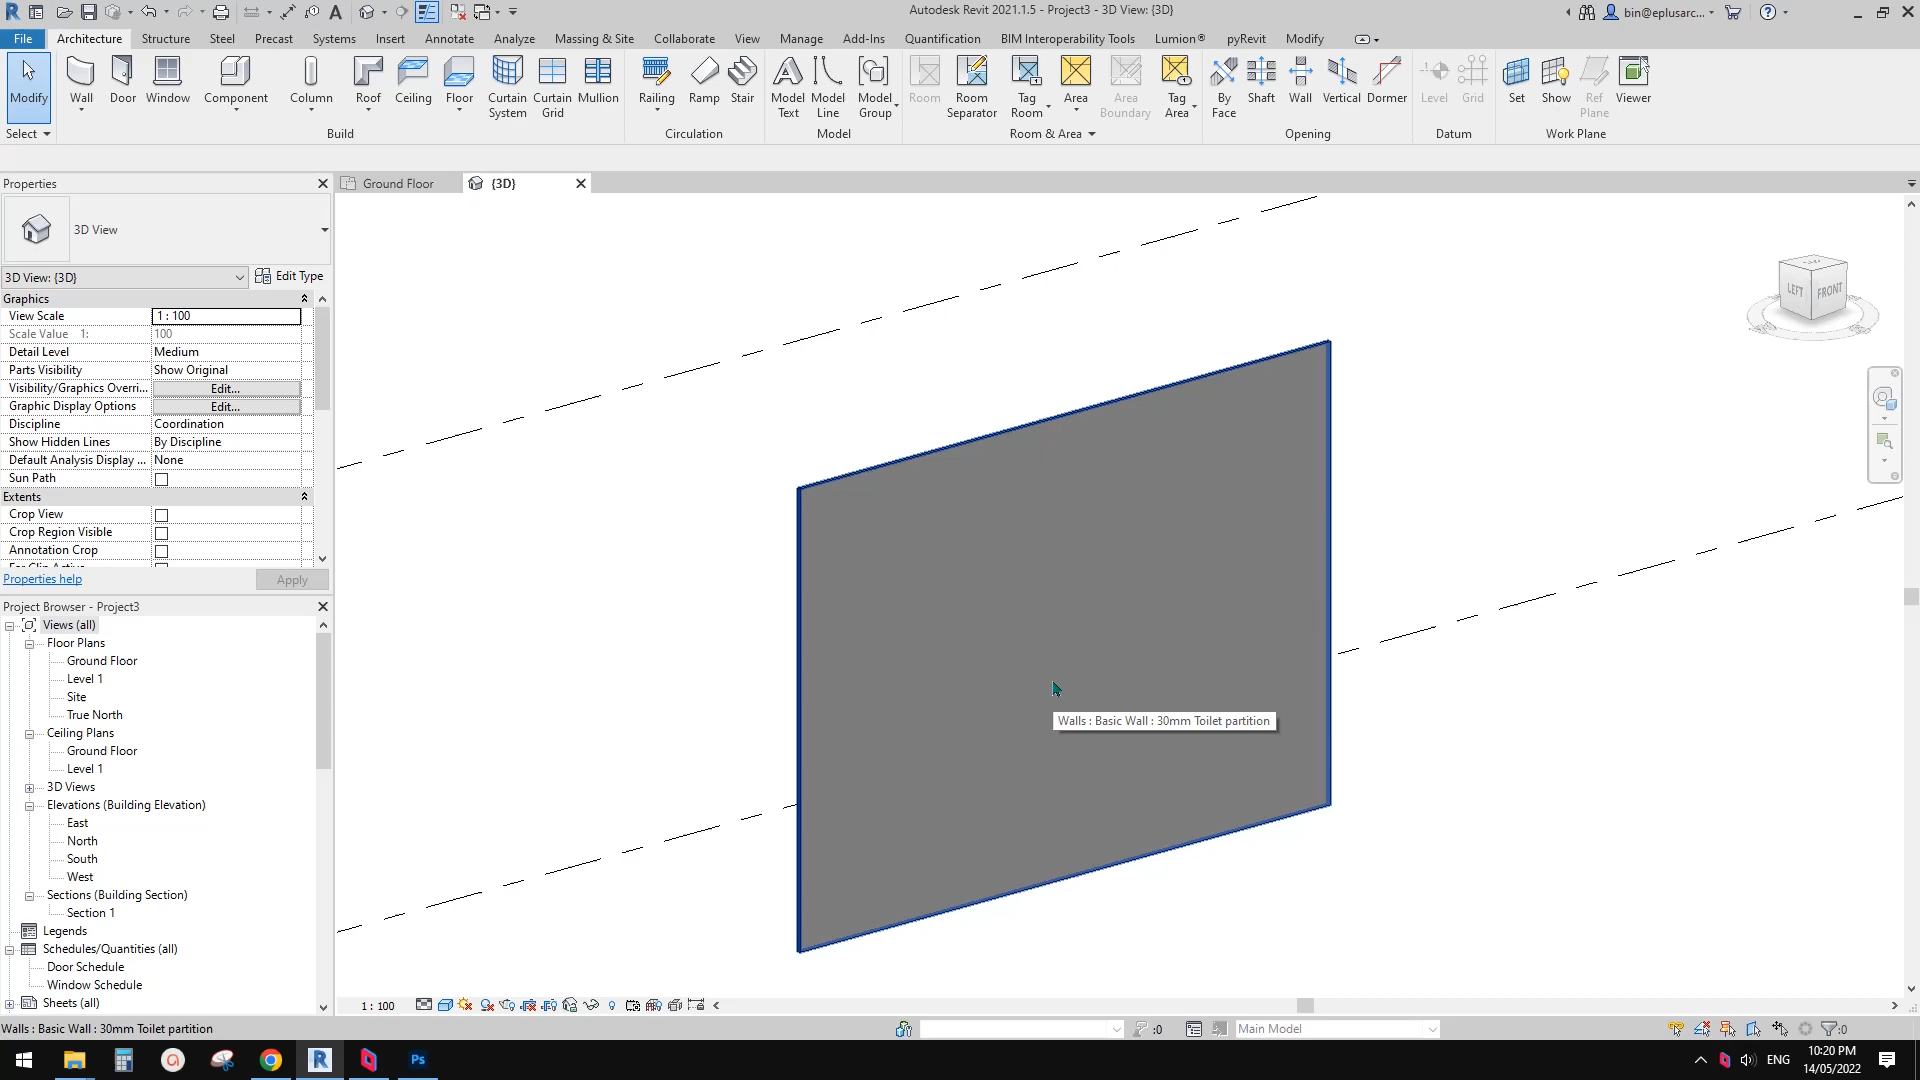 Autodesk Revit 2021.1.5 - Project3 - 3D View: {3D}
bin@eplusarc...
File Architecture Structure Steel Precast Systems Insert Annotate Analyze Massing & Site Collaborate View Manage Add-Ins Quantification BIM Interoperability Tools Lumion® pyRevit Modify
Modify Wall Door Window Component Column Roof Ceiling Floor Curtain System Curtain Grid Mullion Railing Ramp Stair Model Text Model Line Model Group Room Room Separator Tag Room Area Area Boundary Tag Area By Face Shaft Wall Vertical Dormer Level Grid Set Show Ref Plane Viewer
Select Build Circulation Model Room & Area Opening Datum Work Plane
Properties
Ground Floor {3D}
3D View
3D View: {3D} Edit Type
Graphics
View Scale 1 : 100
Scale Value 1: 100
Detail Level Medium
Parts Visibility Show Original
Visibility/Graphics Overri... Edit...
Graphic Display Options Edit...
Discipline Coordination
Show Hidden Lines By Discipline
Default Analysis Display ... None
Sun Path
Extents
Crop View
Crop Region Visible
Annotation Crop
Properties help Apply
Project Browser - Project3
Views (all)
Floor Plans
Ground Floor
Level 1
Site
True North
Ceiling Plans
Ground Floor
Level 1
3D Views
Elevations (Building Elevation)
East
North
South
West
Sections (Building Section)
Section 1
Legends
Schedules/Quantities (all)
Door Schedule
Window Schedule
Sheets (all)
LEFT FRONT
Walls : Basic Wall : 30mm Toilet partition
1 : 100
Walls : Basic Wall : 30mm Toilet partition :0 Main Model :0
Ps
ENG
10:20 PM
14/05/2022